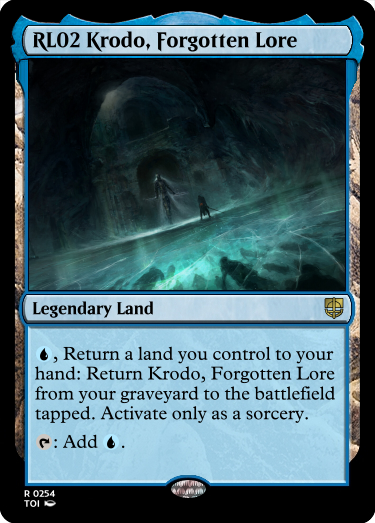 RL02 Krodo, Forgotten Lore
Legendary Land
, Return a land you control to your
hand: Return Krodo, Forgotten Lore
from your graveyard to the battlefield
tapped. Activate only as a sorcery.
: Add .
R 0254
TOI